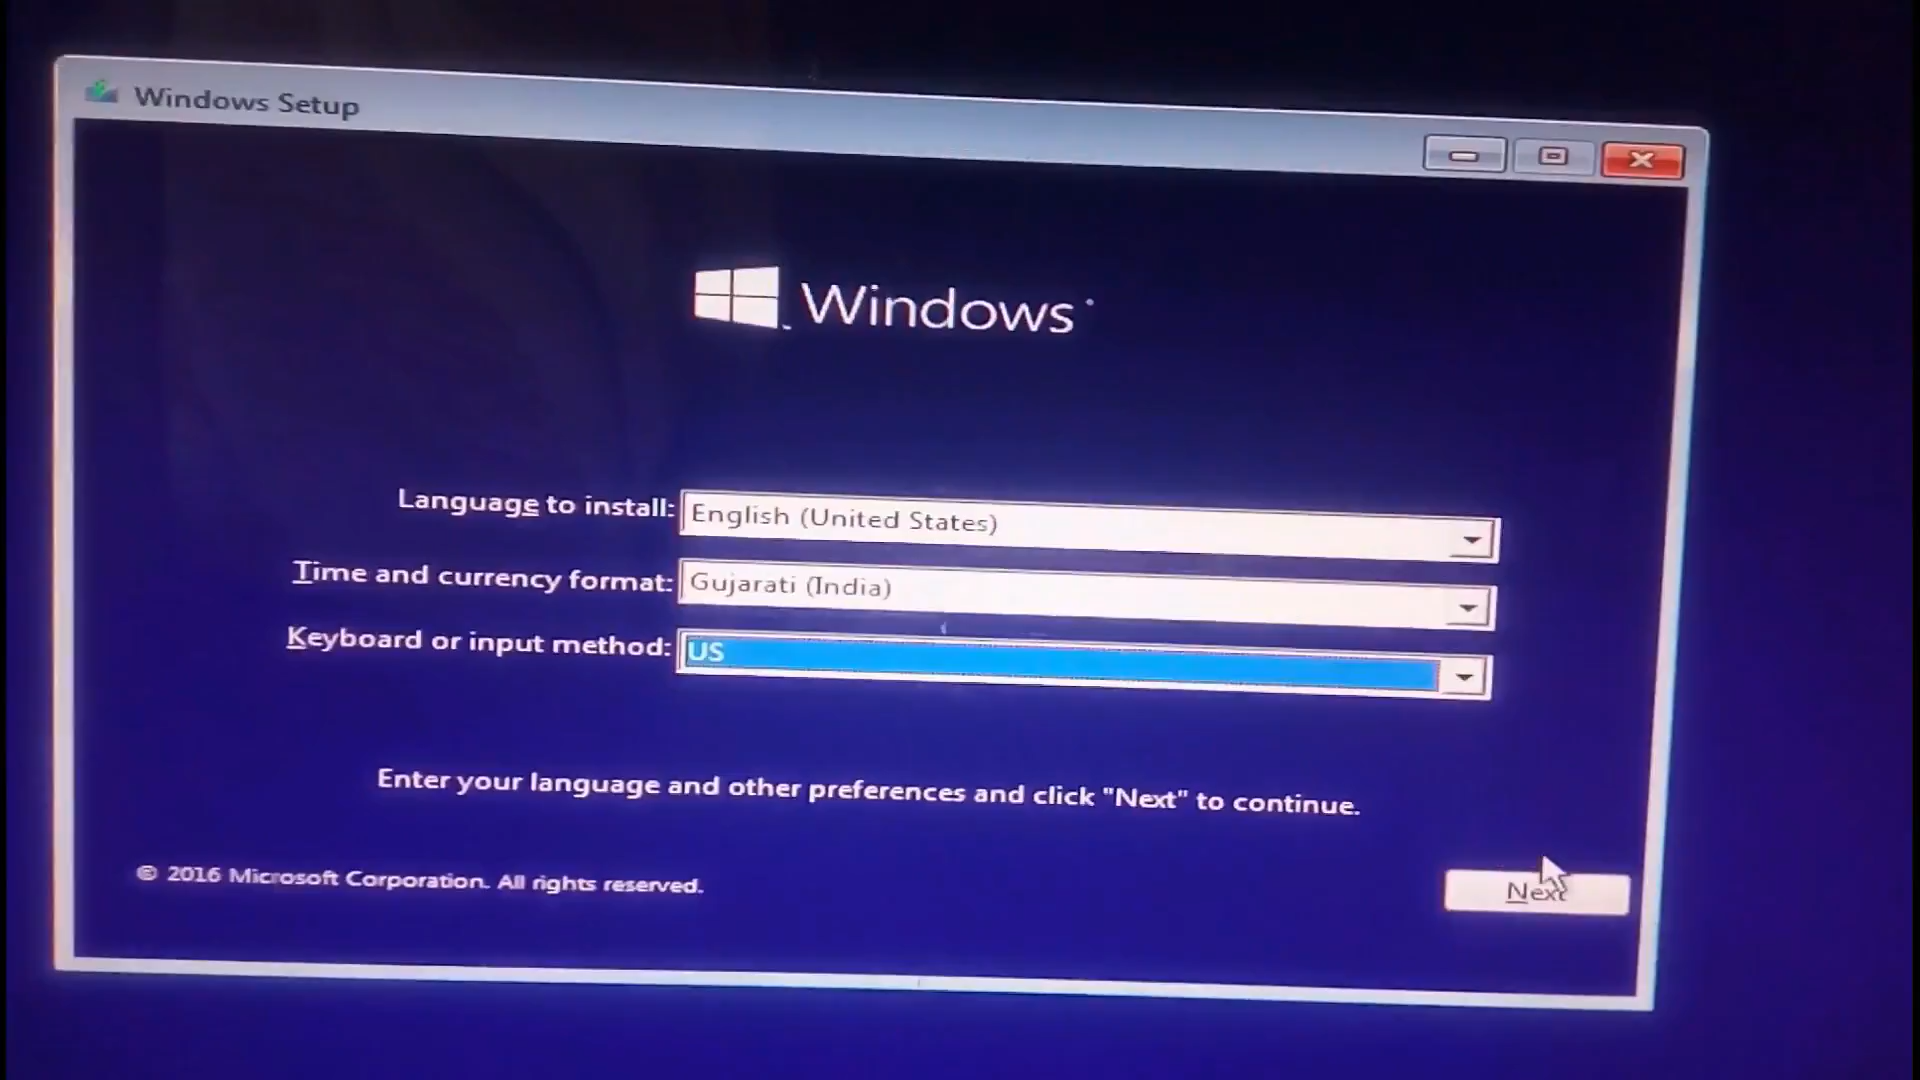 Windows Setup
Windows
Language to install: English (United States)
Time and currency format: Gujarati (India)
Keyboard or input method: US
Enter your language and other preferences and click "Next" to continue.
© 2016 Microsoft Corporation. All rights reserved.
Next